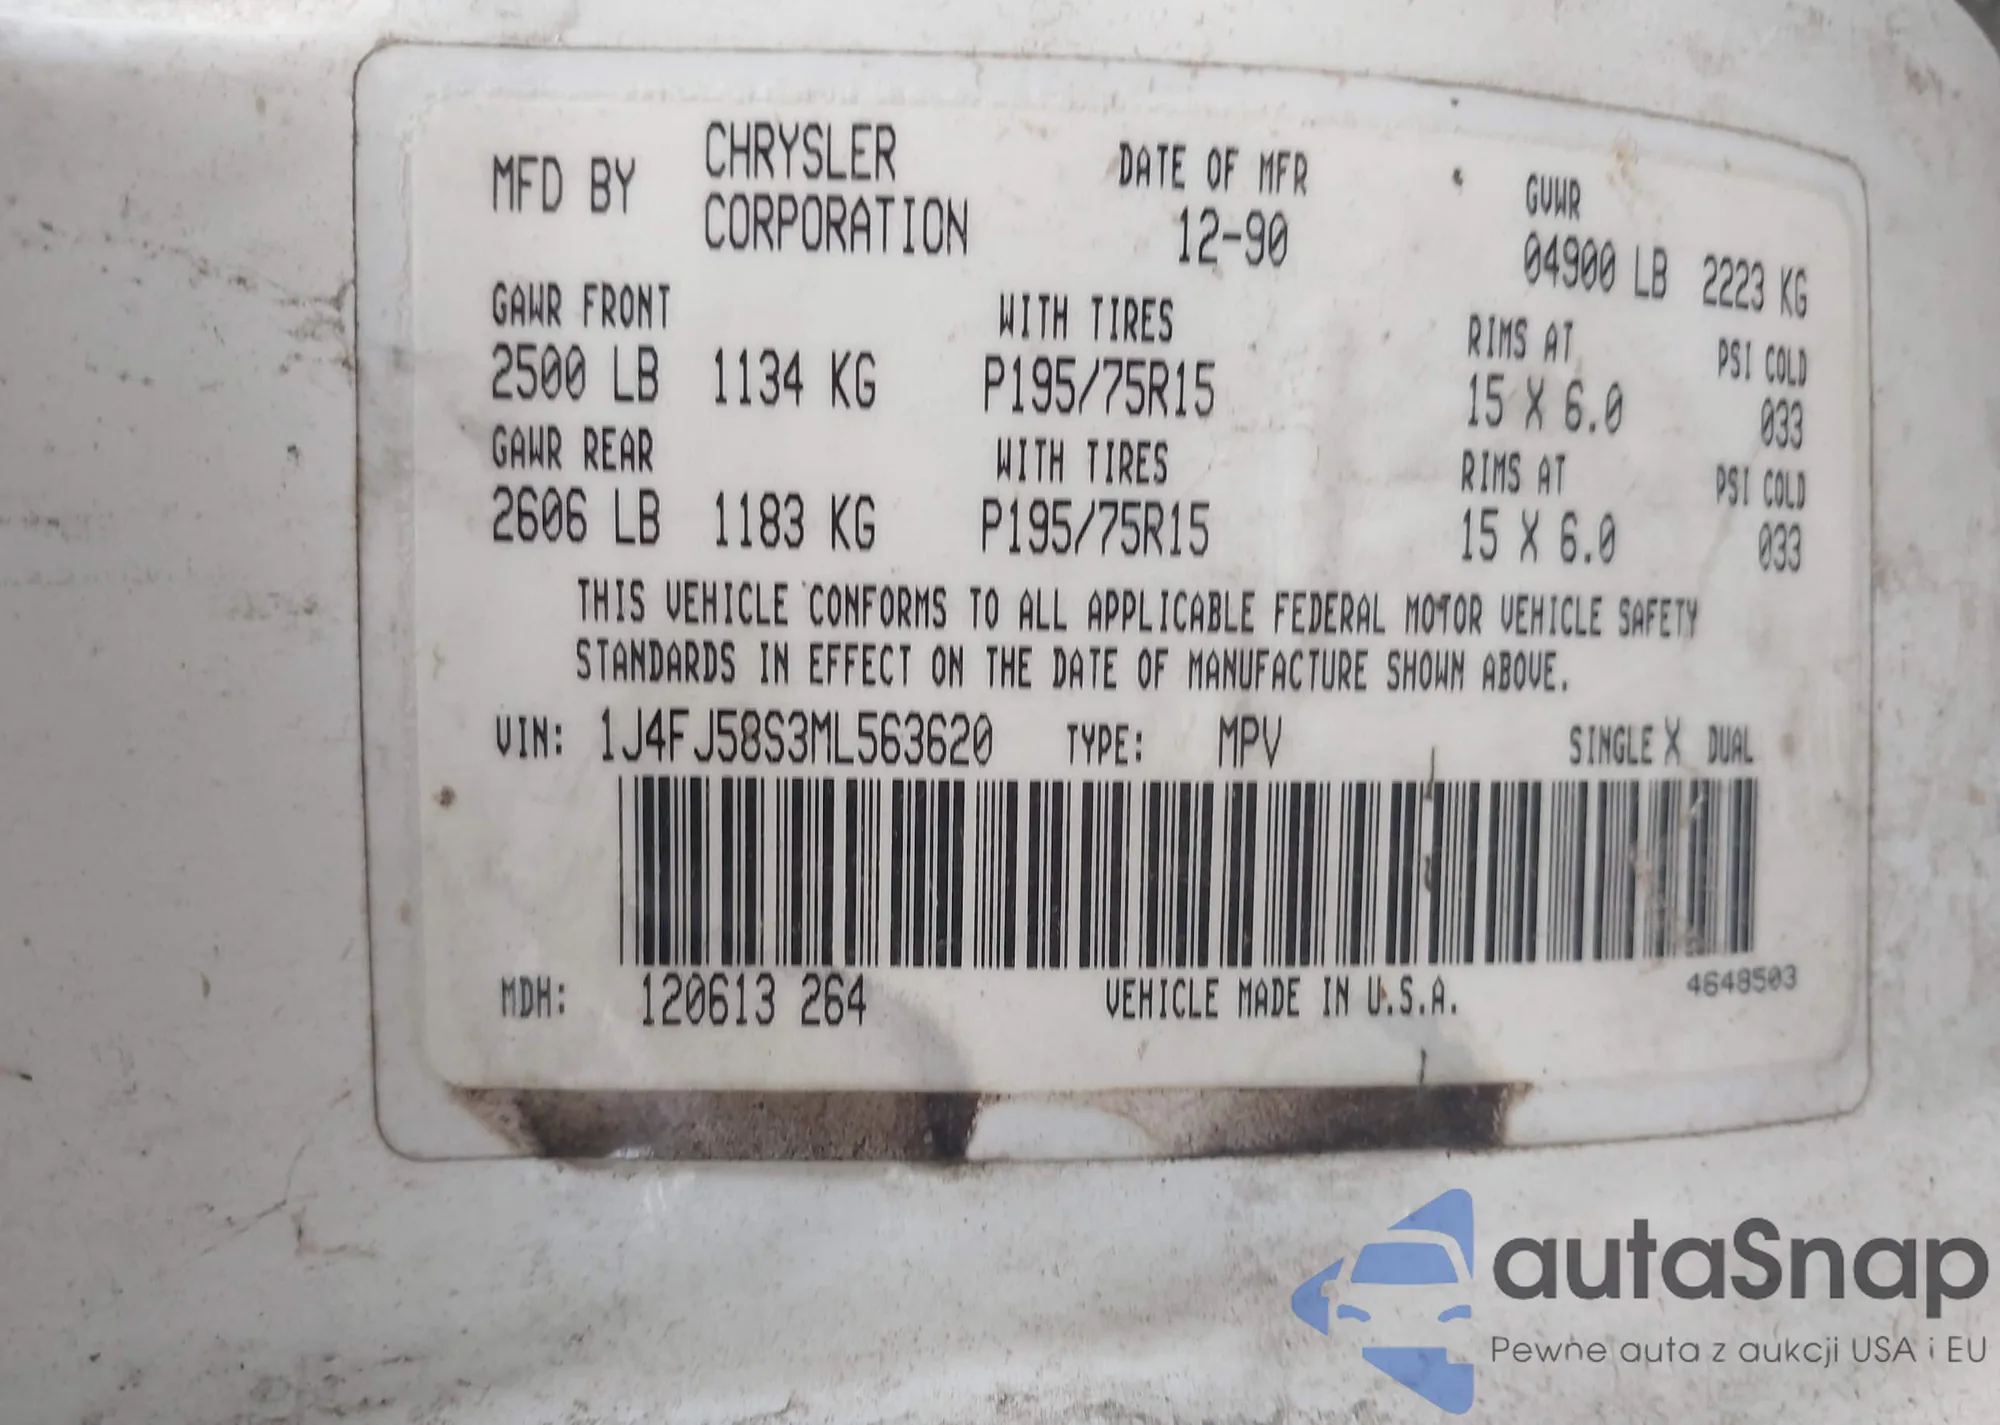 MFD BY CHRYSLER CORPORATION DATE OF MFR 12-90 GVWR 04900 LB 2223 KG
GAWR FRONT WITH TIRES RIMS AT PSI COLD
2500 LB 1134 KG P195/75R15 15 X 6.0 033
GAWR REAR WITH TIRES RIMS AT PSI COLD
2606 LB 1183 KG P195/75R15 15 X 6.0 033
THIS VEHICLE CONFORMS TO ALL APPLICABLE FEDERAL MOTOR VEHICLE SAFETY
STANDARDS IN EFFECT ON THE DATE OF MANUFACTURE SHOWN ABOVE.
VIN: 1J4FJ58S3ML563620 TYPE: MPV SINGLE X DUAL
MDH: 120613 264 VEHICLE MADE IN U.S.A. 4648503
autaSnap
Pewne auta z aukcji USA i EU